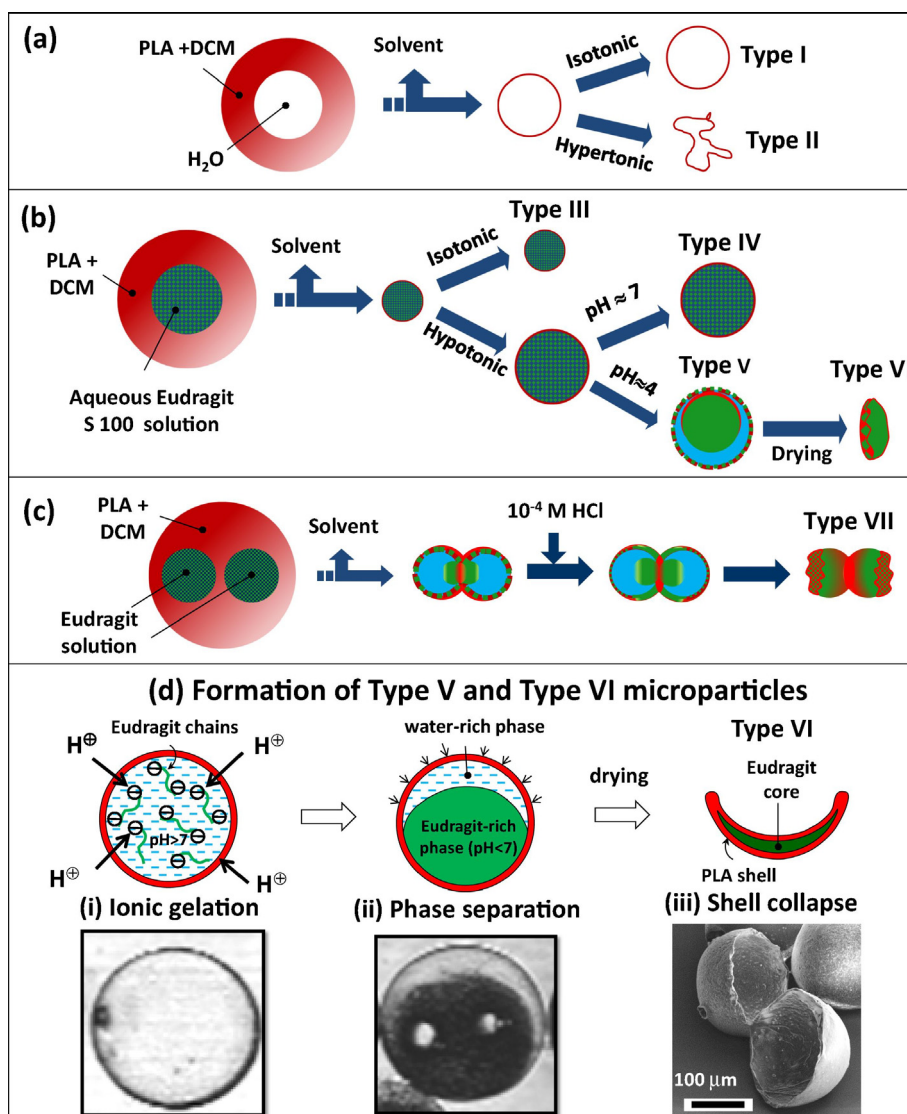 (a)
PLA +DCM
H₂O
Solvent
Isotonic
Type I
Hypertonic
Type II
(b)
PLA +
DCM
Aqueous Eudragit
S 100 solution
Solvent
Isotonic
Type III
Hypotonic
pH ≈ 7
Type IV
pH≈4
Type V
Drying
Type V
(c)
PLA +
DCM
Eudragit
solution
Solvent
10⁻⁴ M HCl
Type VII
(d) Formation of Type V and Type VI microparticles
Eudragit chains
H⊕
H⊕
pH>7
H⊕
H⊕
(i) Ionic gelation
water-rich phase
Eudragit-rich
phase (pH<7)
(ii) Phase separation
drying
Type VI
Eudragit
core
PLA shell
(iii) Shell collapse
100 μm